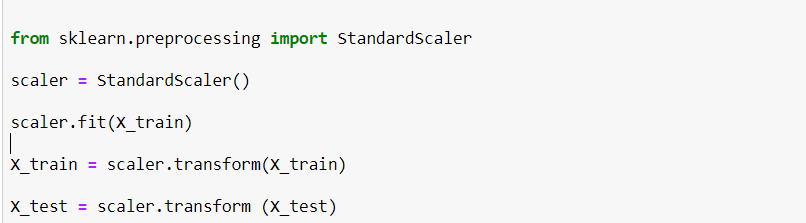 from sklearn.preprocessing import StandardScaler
scaler = StandardScaler()
scaler.fit(X_train)
X_train = scaler.transform(X_train)
X_test = scaler.transform (X_test)